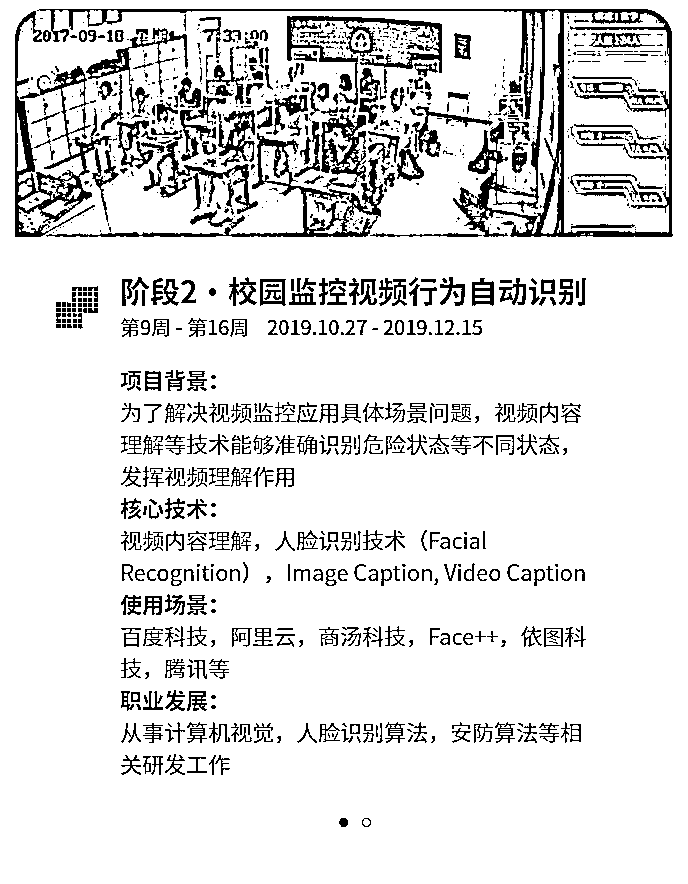 阶段2·校园监控视频行为自动识别
第9周 - 第16周 2019.10.27 - 2019.12.15
项目背景：
为了解决视频监控应用具体场景问题，视频内容
理解等技术能够准确识别危险状态等不同状态，
发挥视频理解作用
核心技术：
视频内容理解，人脸识别技术（Facial
Recognition），Image Caption, Video Caption
使用场景：
百度科技，阿里云，商汤科技，Face++，依图科
技，腾讯等
职业发展：
从事计算机视觉，人脸识别算法，安防算法等相
关研发工作